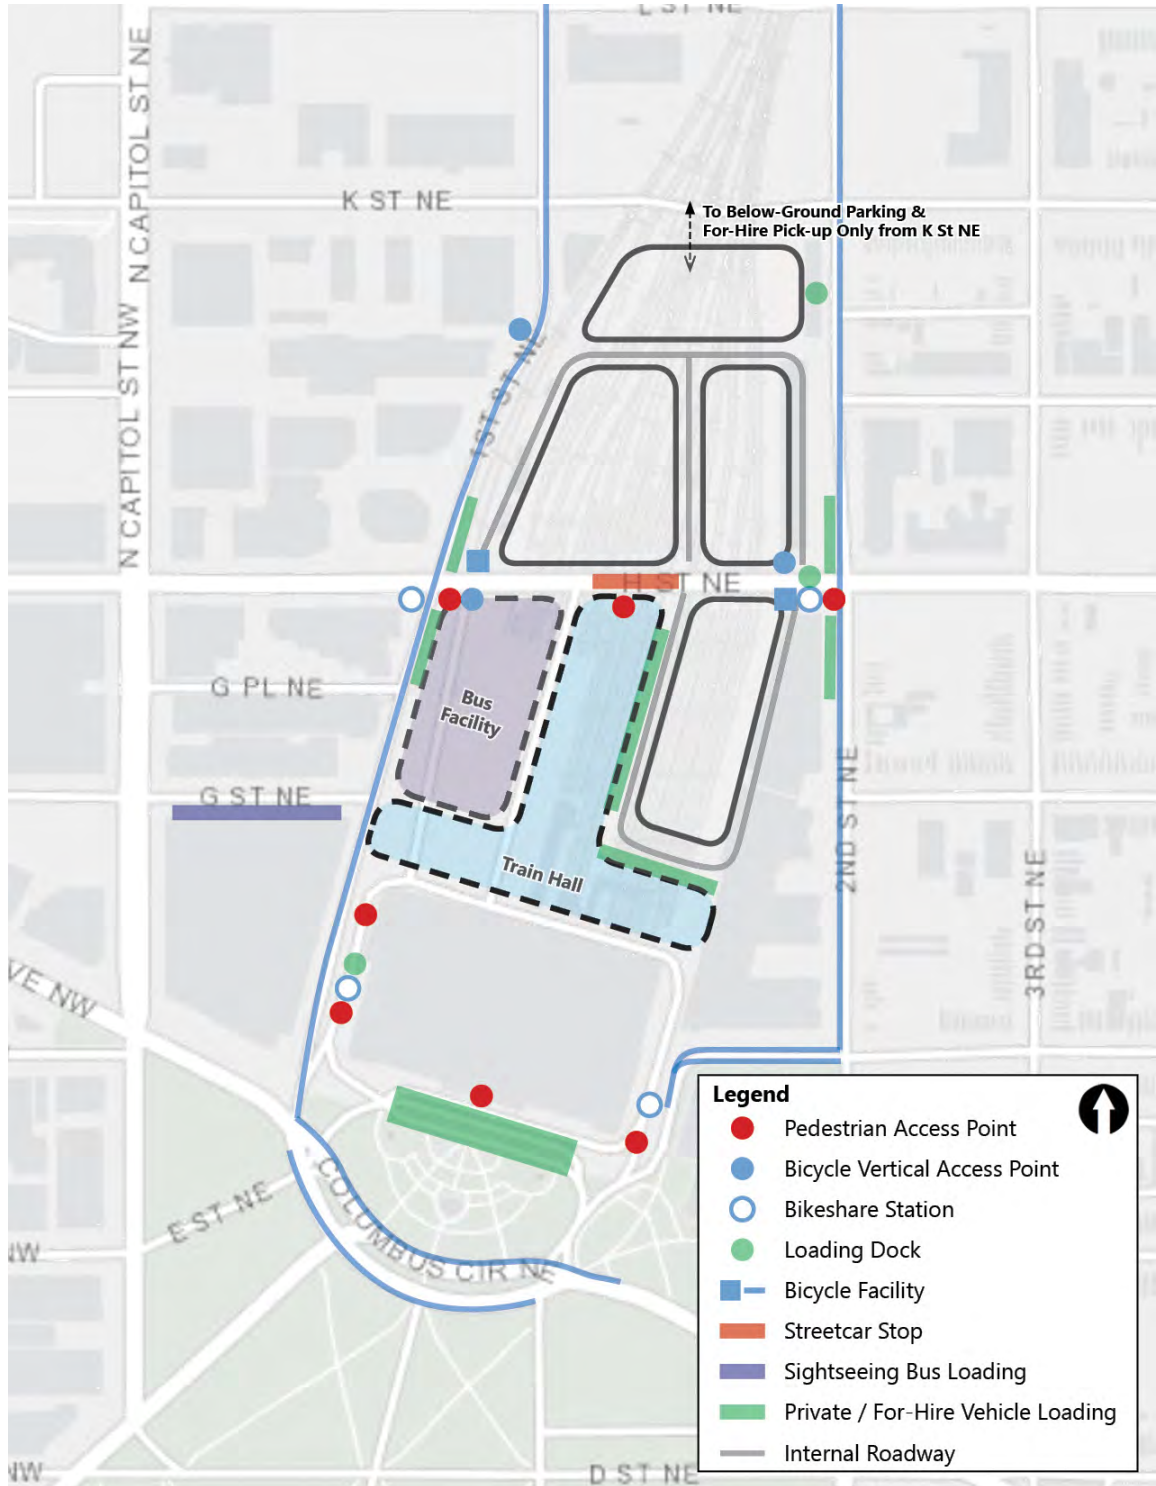 L ST NE
N CAPITOL ST NE
K ST NE
To Below-Ground Parking &
For-Hire Pick-up Only from K St NE
N CAPITOL ST NW
1ST ST NE
H ST NE
G PL NE
Bus
Facility
G ST NE
Train Hall
2ND ST NE
3RD ST NE
VE NW
E ST NE
COLUMBUS CIR NE
NW
NW
D ST NE
Legend
Pedestrian Access Point
Bicycle Vertical Access Point
Bikeshare Station
Loading Dock
Bicycle Facility
Streetcar Stop
Sightseeing Bus Loading
Private / For-Hire Vehicle Loading
Internal Roadway